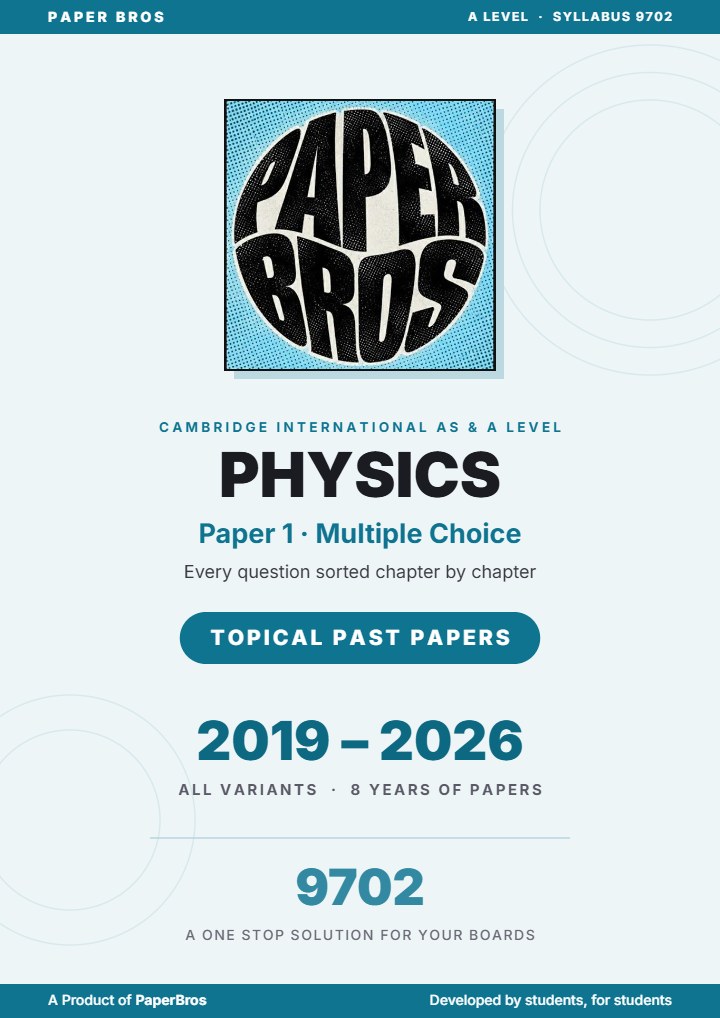 PAPER BROS
A LEVEL · SYLLABUS 9702
PAPER
BROS
CAMBRIDGE INTERNATIONAL AS & A LEVEL
PHYSICS
Paper 1 · Multiple Choice
Every question sorted chapter by chapter
TOPICAL PAST PAPERS
2019 – 2026
ALL VARIANTS · 8 YEARS OF PAPERS
9702
A ONE STOP SOLUTION FOR YOUR BOARDS
A Product of PaperBros
Developed by students, for students